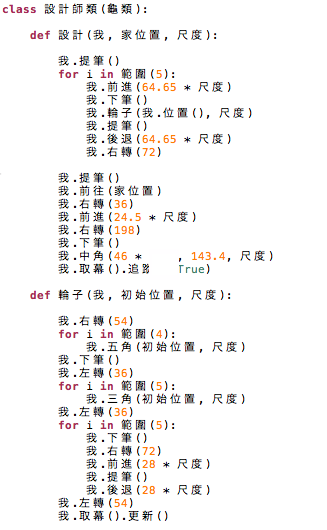 class 設計師類(龜類):
def 設計(我, 家位置, 尺度):
我.提筆()
for i in 範圍(5):
我.前進(64.65 * 尺度)
我.下筆()
我.輪子(我.位置(), 尺度)
我.提筆()
我.後退(64.65 * 尺度)
我.右轉(72)
我.提筆()
我.前往(家位置)
我.右轉(36)
我.前進(24.5 * 尺度)
我.右轉(198)
我.下筆()
我.中角(46 * , 143.4, 尺度)
我.取幕().追 True)
def 輪子(我, 初始位置, 尺度):
我.右轉(54)
for i in 範圍(4):
我.五角(初始位置, 尺度)
我.下筆()
我.左轉(36)
for i in 範圍(5):
我.三角(初始位置, 尺度)
我.左轉(36)
for i in 範圍(5):
我.下筆()
我.右轉(72)
我.前進(28 * 尺度)
我.提筆()
我.後退(28 * 尺度)
我.左轉(54)
我.取幕().更新()